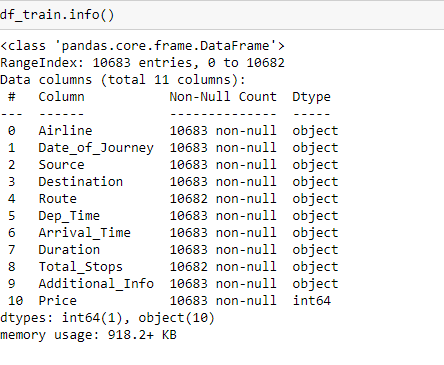 df_train.info()
<class 'pandas.core.frame.DataFrame'>
RangeIndex: 10683 entries, 0 to 10682
Data columns (total 11 columns):
 #   Column           Non-Null Count  Dtype
---  ------           --------------  -----
 0   Airline          10683 non-null  object
 1   Date_of_Journey  10683 non-null  object
 2   Source           10683 non-null  object
 3   Destination      10683 non-null  object
 4   Route            10682 non-null  object
 5   Dep_Time         10683 non-null  object
 6   Arrival_Time     10683 non-null  object
 7   Duration         10683 non-null  object
 8   Total_Stops      10682 non-null  object
 9   Additional_Info  10683 non-null  object
 10  Price            10683 non-null  int64
dtypes: int64(1), object(10)
memory usage: 918.2+ KB